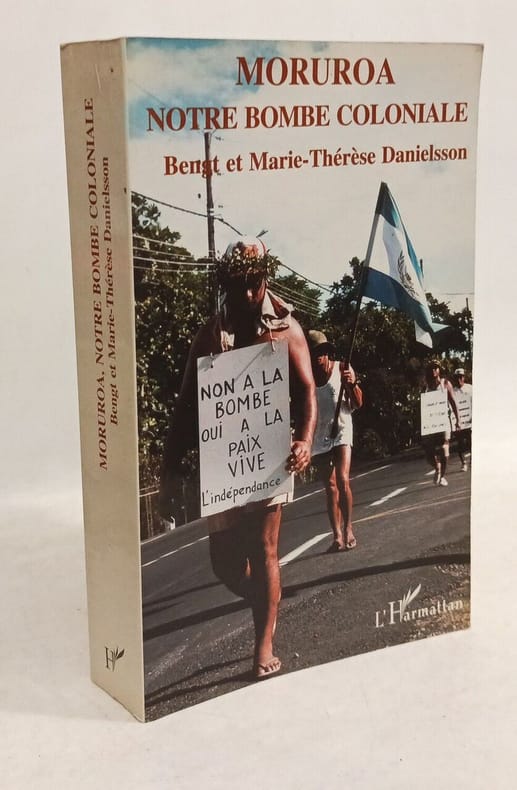 MORUROA
NOTRE BOMBE COLONIALE
Bengt et Marie-Thérèse Danielsson
NON A LA
BOMBE
OUI A LA
PAIX
VIVE
L'indépendance
L'Harmattan
MORUROA, NOTRE BOMBE COLONIALE
Bengt et Marie-Thérèse Danielsson
H